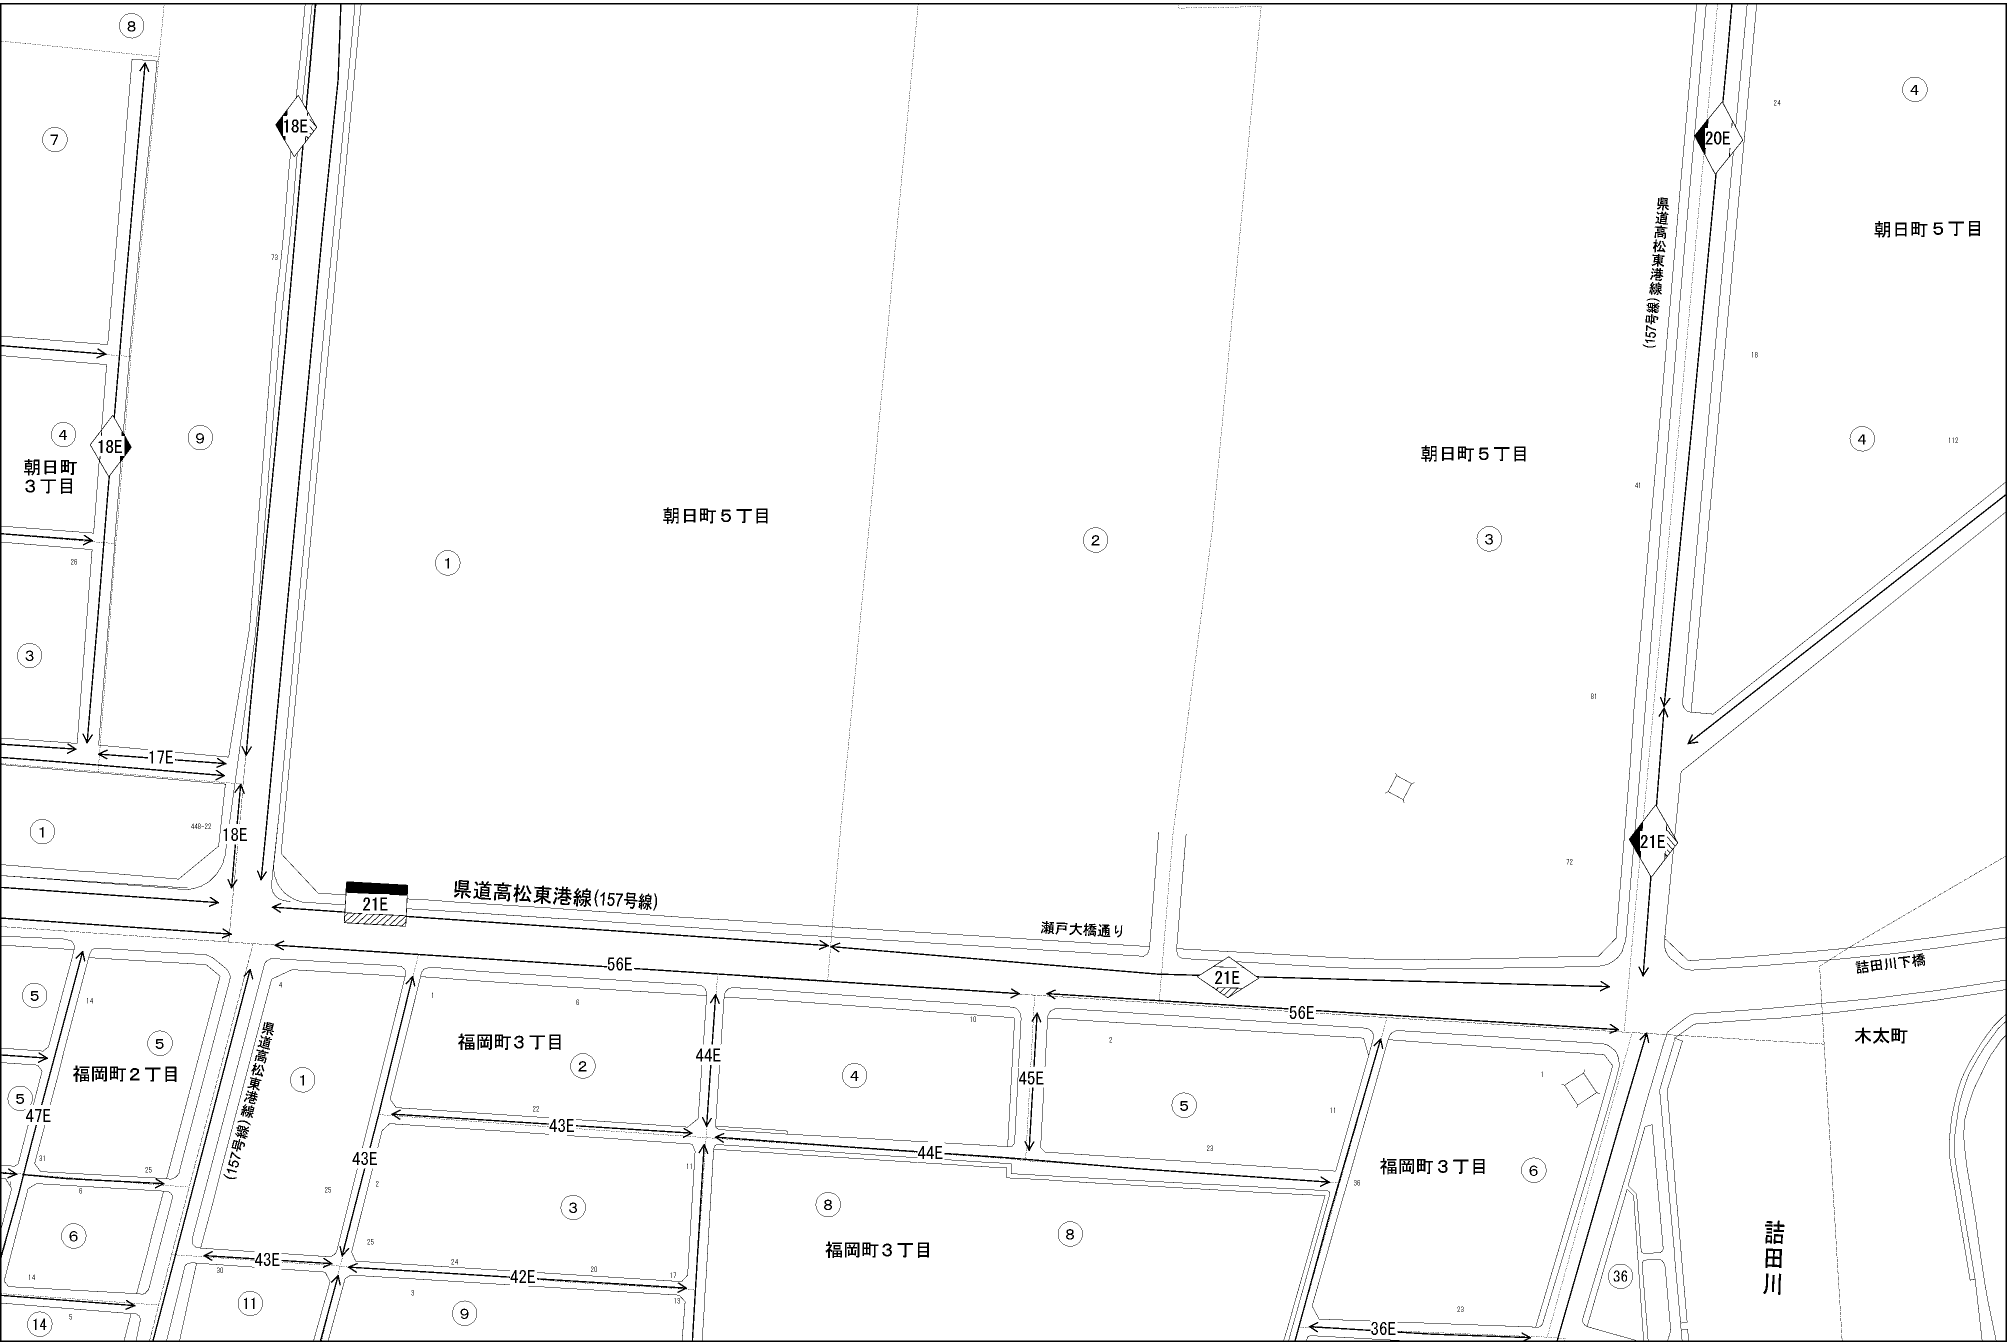 8
7
18E
20E
4
24
朝日町５丁目
県道高松東港線(157号線)
73
18
4
朝日町
３丁目
18E
9
朝日町５丁目
4
112
41
朝日町５丁目
1
2
3
26
3
81
17E
1
448-22
18E
72
21E
県道高松東港線(157号線)
21E
瀬戸大橋通り
詰田川下橋
56E
21E
56E
5
14
4
1
6
10
2
木太町
県道高松東港線(157号線)
5
福岡町２丁目
1
福岡町３丁目
2
44E
4
45E
5
1
5
47E
22
43E
11
31
25
43E
44E
23
福岡町３丁目
6
6
25
2
11
36
6
3
8
25
福岡町３丁目
8
詰田川
14
43E
30
24
42E
20
17
36
14
5
11
3
9
13
23
36E